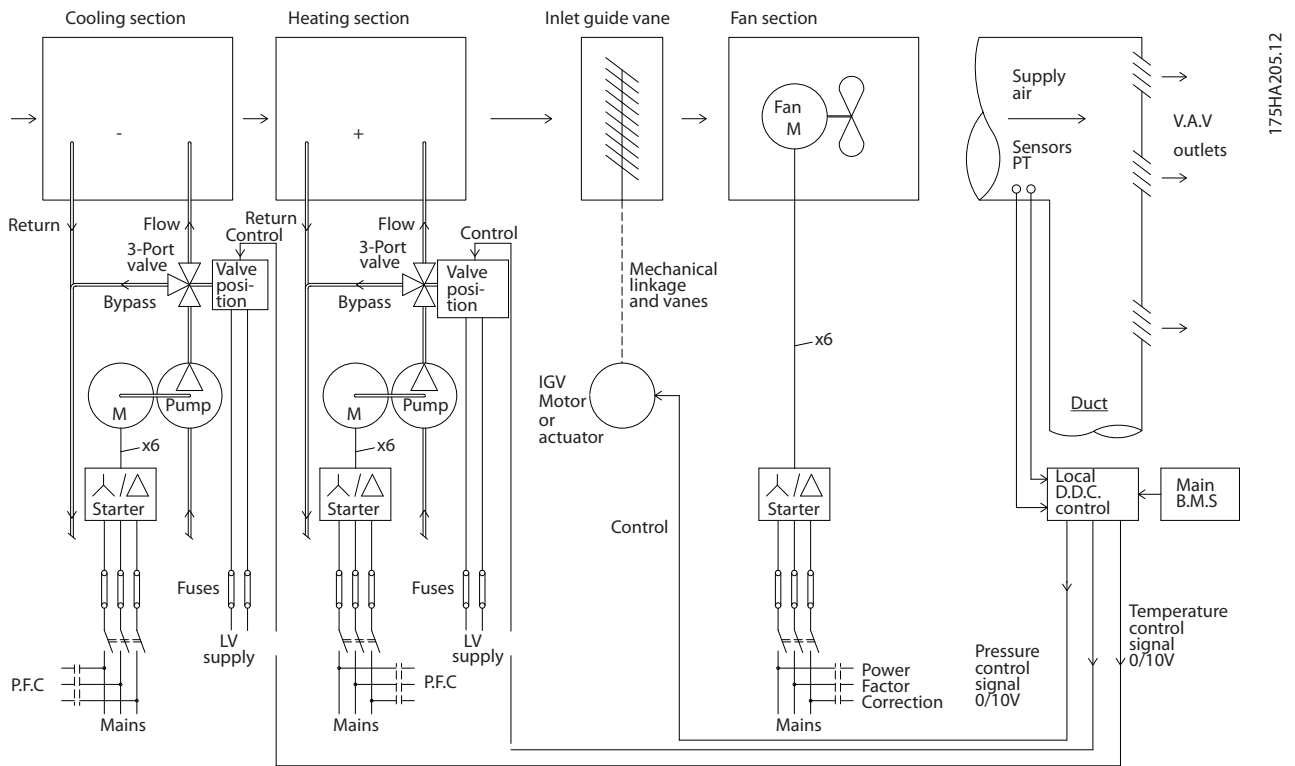 Cooling section
Heating section
Inlet guide vane
Fan section
175HA205.12
-
+
Fan
M
Supply
air
Sensors
PT
V.A.V
outlets
Return
Flow
3-Port
valve
Bypass
Control
Valve
posi-
tion
Return
Flow
3-Port
valve
Bypass
Control
Valve
posi-
tion
Mechanical
linkage
and vanes
x6
M
Pump
x6
Starter
M
Pump
x6
Starter
IGV
Motor
or
actuator
Starter
Duct
Local
D.D.C.
control
Main
B.M.S
Control
Fuses
LV
supply
Fuses
LV
supply
P.F.C
Mains
P.F.C
Mains
Power
Factor
Correction
Mains
Pressure
control
signal
0/10V
Temperature
control
signal
0/10V